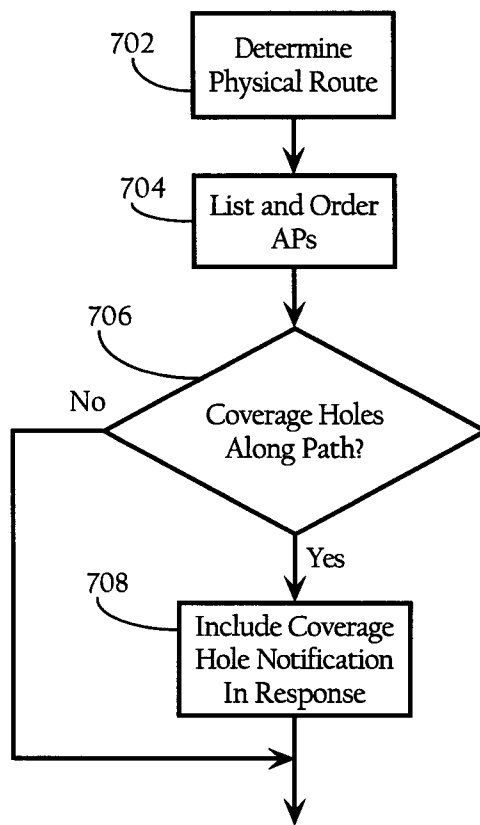 702
Determine
Physical Route
704
List and Order
APs
706
No
Coverage Holes
Along Path?
Yes
708
Include Coverage
Hole Notification
In Response